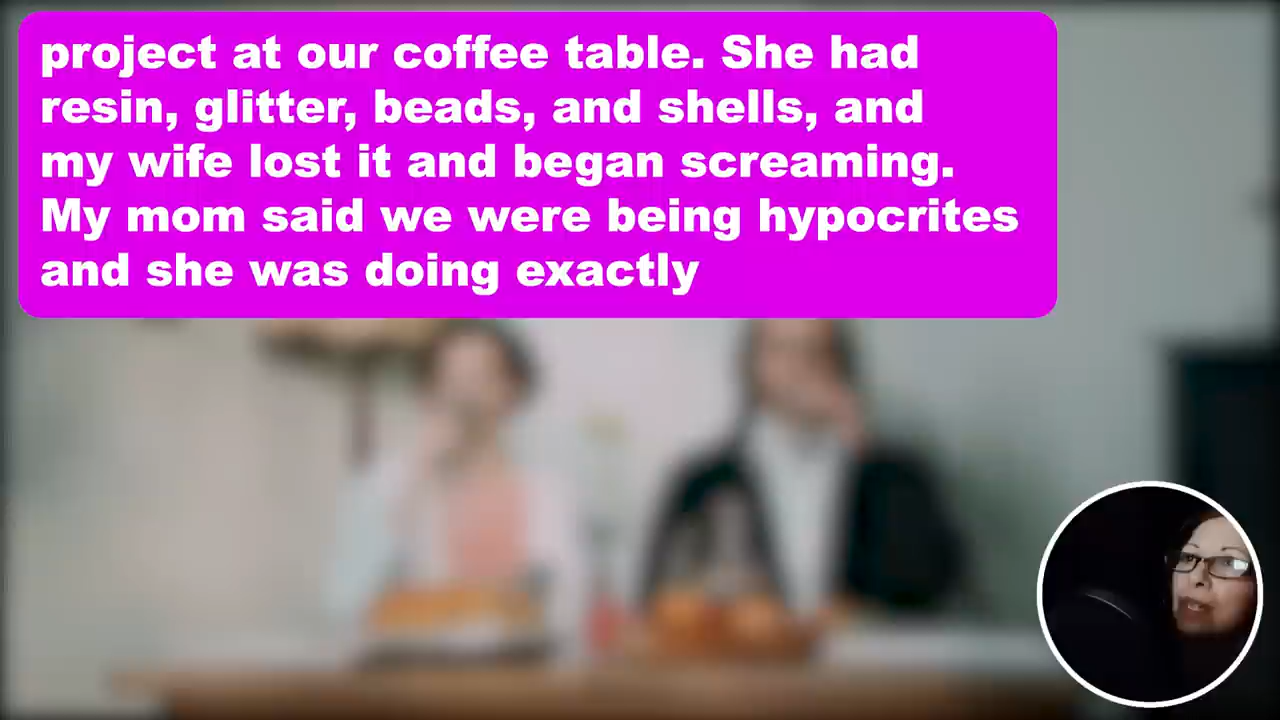 project at our coffee table. She had
resin, glitter, beads, and shells, and
my wife lost it and began screaming.
My mom said we were being hypocrites
and she was doing exactly